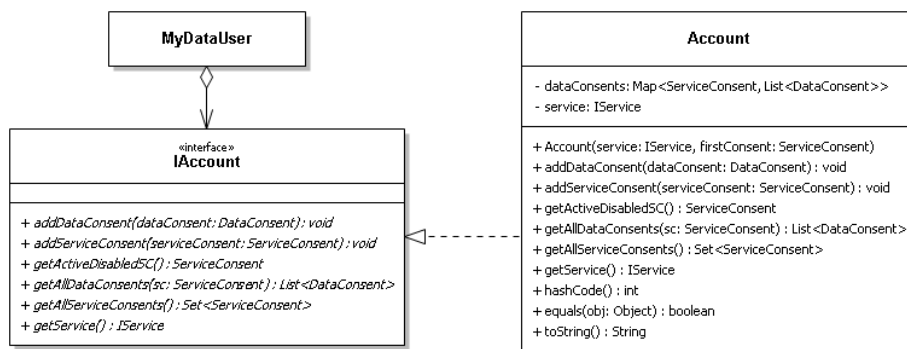 MyDataUser
«interface»
IAccount
+ addDataConsent(dataConsent: DataConsent) : void
+ addServiceConsent(serviceConsent: ServiceConsent) : void
+ getActiveDisabledSC() : ServiceConsent
+ getAllDataConsents(sc: ServiceConsent) : List<DataConsent>
+ getAllServiceConsents() : Set<ServiceConsent>
+ getService() : IService
Account
- dataConsents: Map<ServiceConsent, List<DataConsent>>
- service: IService
+ Account(service: IService, firstConsent: ServiceConsent)
+ addDataConsent(dataConsent: DataConsent) : void
+ addServiceConsent(serviceConsent: ServiceConsent) : void
+ getActiveDisabledSC() : ServiceConsent
+ getAllDataConsents(sc: ServiceConsent) : List<DataConsent>
+ getAllServiceConsents() : Set<ServiceConsent>
+ getService() : IService
+ hashCode() : int
+ equals(obj: Object) : boolean
+ toString() : String